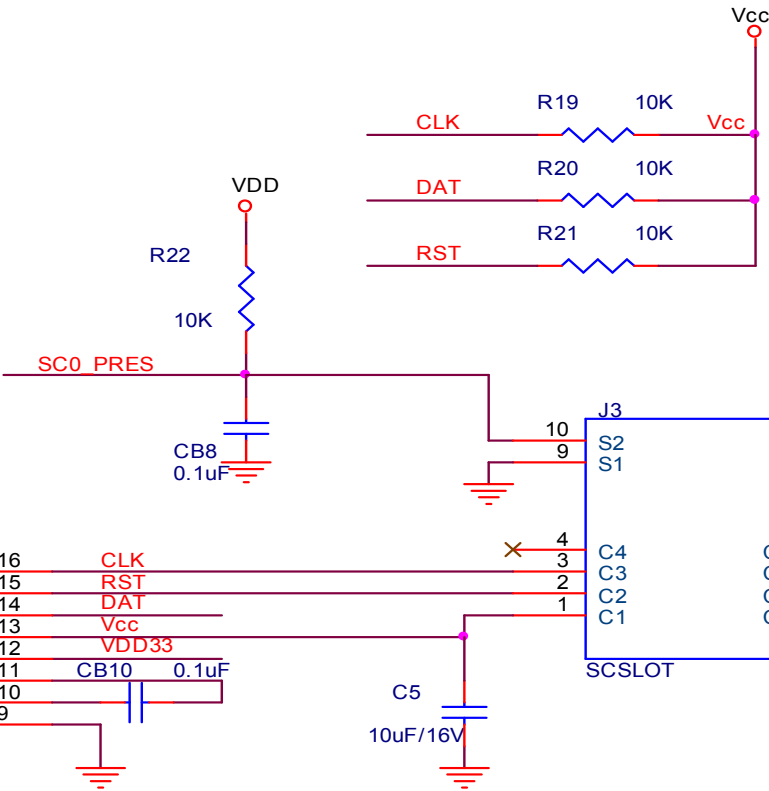 Vcc
R19 10K
CLK Vcc
R20 10K
DAT
VDD
R21 10K
RST
R22
10K
SC0_PRES
J3
10 S2
9 S1
CB8
0.1uF
4 C4
16 CLK 3 C3
15 RST 2 C2
14 DAT 1 C1
13 Vcc
12 VDD33
11 CB10 0.1uF
SCSLOT
10
9
C5
10uF/16V